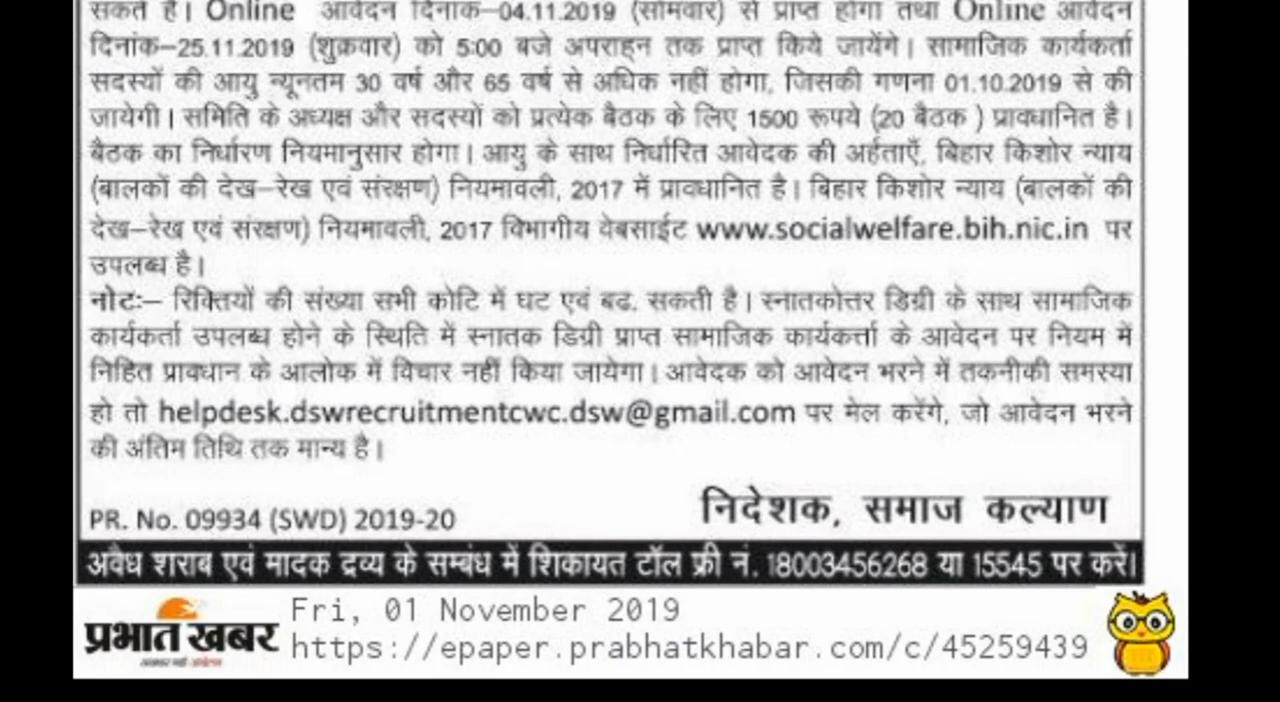 सकते हैं। Online आवेदन दिनांक–04.11.2019 (सोमवार) से प्राप्त होगा तथा Online आवेदन
दिनांक–25.11.2019 (शुक्रवार) को 5:00 बजे अपराह्न तक प्राप्त किये जायेंगे। सामाजिक कार्यकर्ता
सदस्यों की आयु न्यूनतम 30 वर्ष और 65 वर्ष से अधिक नहीं होगा, जिसकी गणना 01.10.2019 से की
जायेगी। समिति के अध्यक्ष और सदस्यों को प्रत्येक बैठक के लिए 1500 रूपये (20 बैठक ) प्रावधानित है।
बैठक का निर्धारण नियमानुसार होगा। आयु के साथ निर्धारित आवेदक की अर्हताएँ, बिहार किशोर न्याय
(बालकों की देख–रेख एवं संरक्षण) नियमावली, 2017 में प्रावधानित है। बिहार किशोर न्याय (बालकों की
देख–रेख एवं संरक्षण) नियमावली, 2017 विभागीय वेबसाईट www.socialwelfare.bih.nic.in पर
उपलब्ध है।
नोटः– रिक्तियों की संख्या सभी कोटि में घट एवं बढ. सकती है। स्नातकोत्तर डिग्री के साथ सामाजिक
कार्यकर्ता उपलब्ध होने के स्थिति में स्नातक डिग्री प्राप्त सामाजिक कार्यकर्त्ता के आवेदन पर नियम में
निहित प्रावधान के आलोक में विचार नहीं किया जायेगा। आवेदक को आवेदन भरने में तकनीकी समस्या
हो तो helpdesk.dswrecruitmentcwc.dsw@gmail.com पर मेल करेंगे, जो आवेदन भरने
की अंतिम तिथि तक मान्य है।
निदेशक, समाज कल्याण
PR. No. 09934 (SWD) 2019-20
अवैध शराब एवं मादक द्रव्य के सम्बंध में शिकायत टॉल फ्री नं. 18003456268 या 15545 पर करें।
प्रभात खबर
अखबार नहीं आंदोलन
Fri, 01 November 2019
https://epaper.prabhatkhabar.com/c/45259439